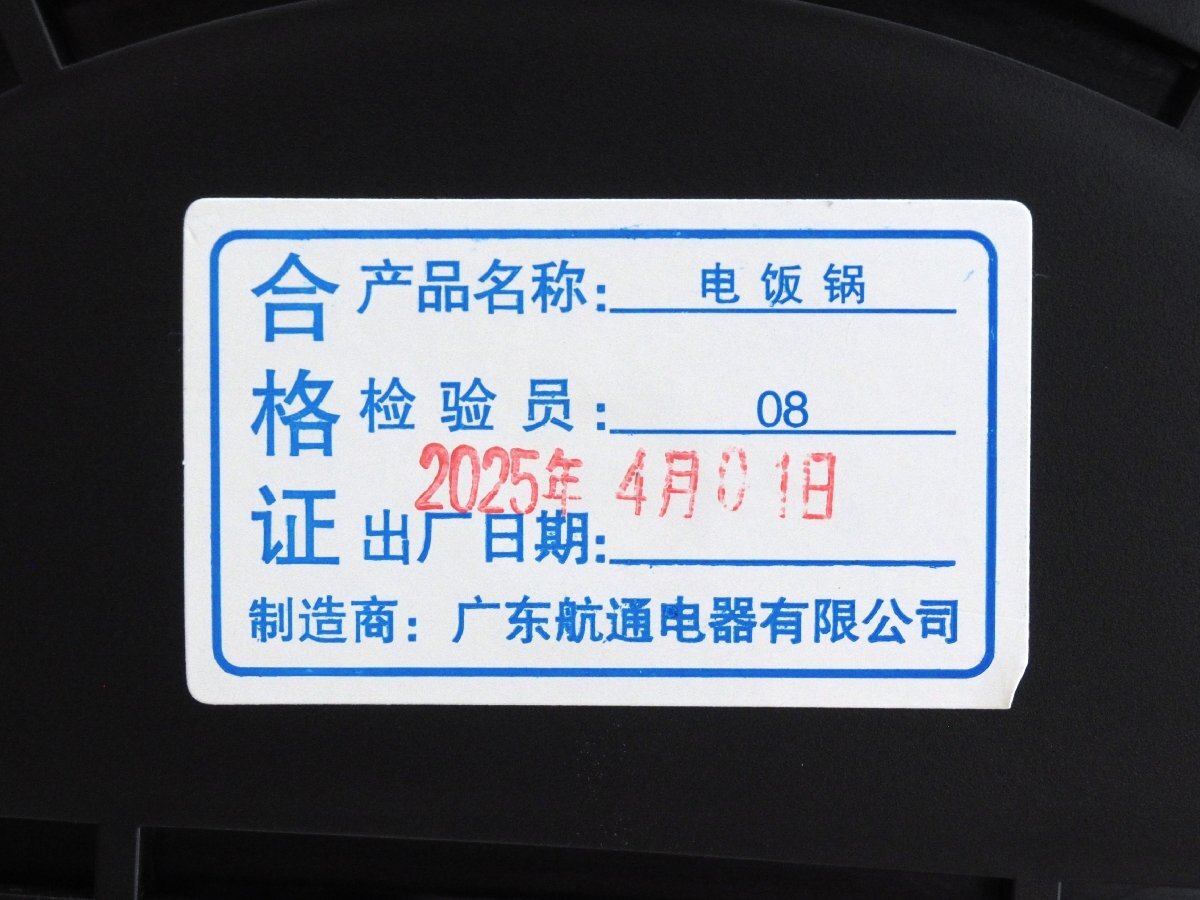 合格证
产品名称: 电饭锅
检验员: 08
2025年 4月01日
出厂日期:
制造商: 广东航通电器有限公司